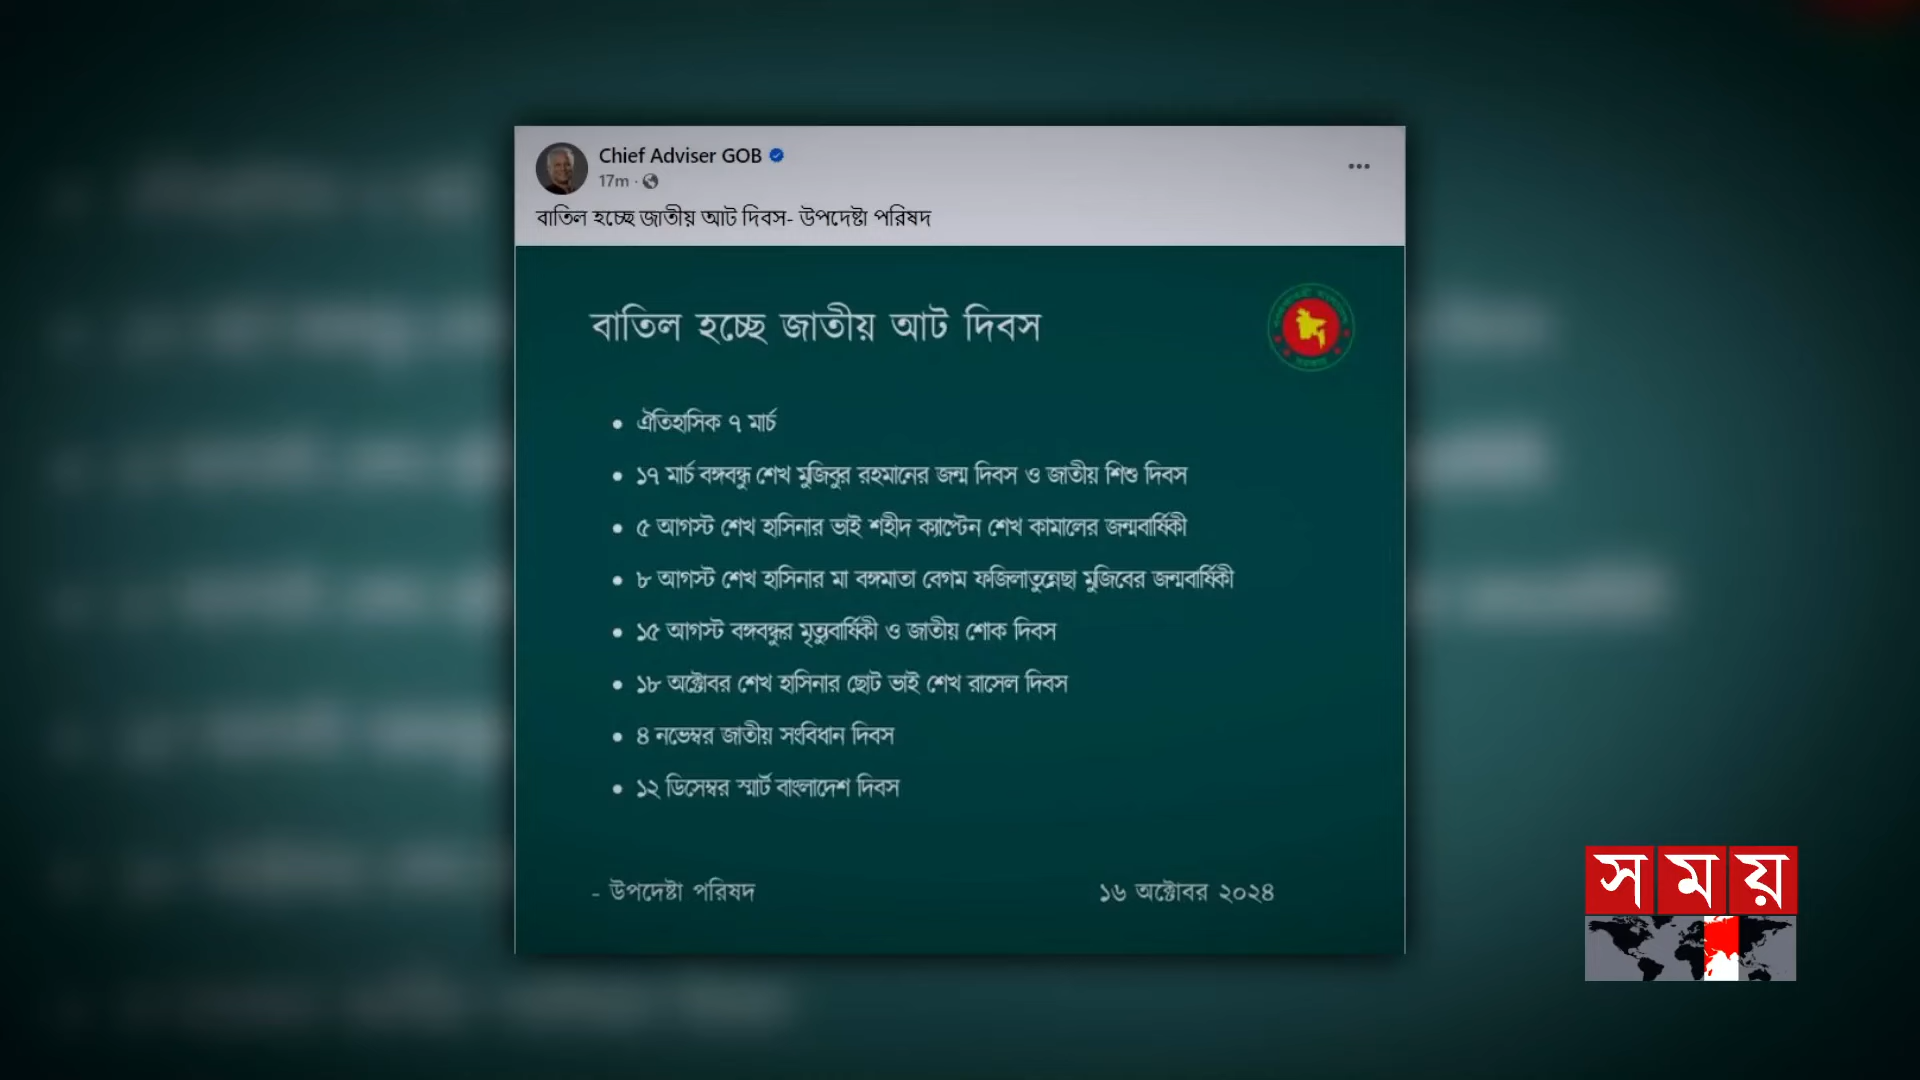 Chief Adviser GOB
17m
বাতিল হচ্ছে জাতীয় আট দিবস- উপদেষ্টা পরিষদ
বাতিল হচ্ছে জাতীয় আট দিবস
• ঐতিহাসিক ৭ মার্চ
• ১৭ মার্চ বঙ্গবন্ধু শেখ মুজিবুর রহমানের জন্ম দিবস ও জাতীয় শিশু দিবস
• ৫ আগস্ট শেখ হাসিনার ভাই শহীদ ক্যাপ্টেন শেখ কামালের জন্মবার্ষিকী
• ৮ আগস্ট শেখ হাসিনার মা বঙ্গমাতা বেগম ফজিলাতুন্নেছা মুজিবের জন্মবার্ষিকী
• ১৫ আগস্ট বঙ্গবন্ধুর মৃত্যুবার্ষিকী ও জাতীয় শোক দিবস
• ১৮ অক্টোবর শেখ হাসিনার ছোট ভাই শেখ রাসেল দিবস
• ৪ নভেম্বর জাতীয় সংবিধান দিবস
• ১২ ডিসেম্বর স্মার্ট বাংলাদেশ দিবস
- উপদেষ্টা পরিষদ
১৬ অক্টোবর ২০২৪
সময়